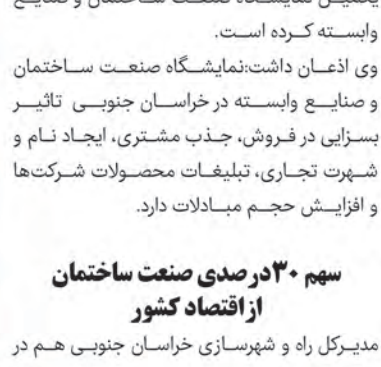 وابسته کرده است.
وی اذعان داشت:نمایشگاه صنعت ساختمان
و صنایع وابسته در خراسان جنوبی تاثیر
بسزایی در فروش، جذب مشتری، ایجاد نام و
شهرت تجاری، تبلیغات محصولات شرکت‌ها
و افزایش حجم مبادلات دارد.
سهم ۳۰درصدی صنعت ساختمان
از اقتصاد کشور
مدیرکل راه و شهرسازی خراسان جنوبی هم در